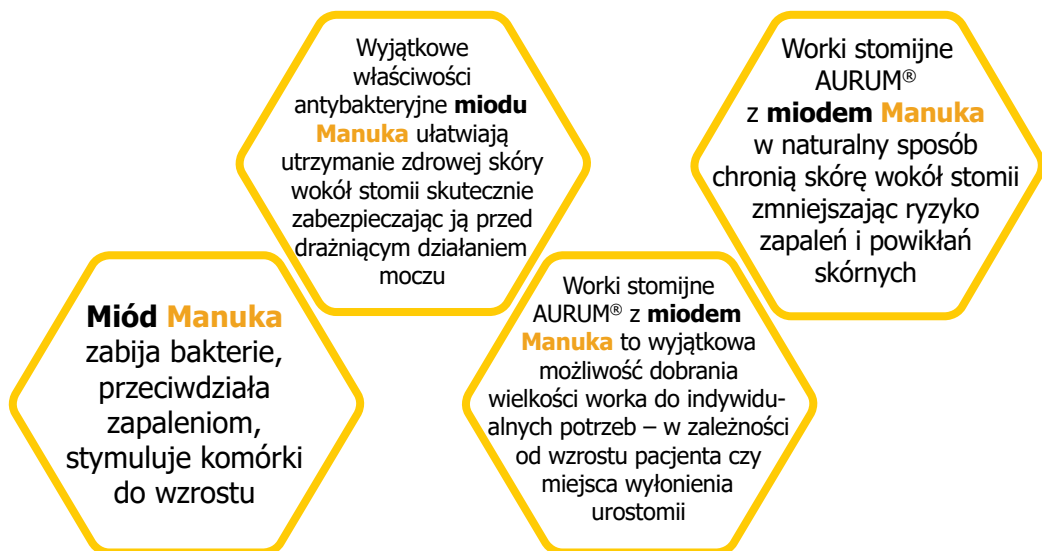 Wyjątkowe
właściwości
antybakteryjne miodu
Manuka ułatwiają
utrzymanie zdrowej skóry
wokół stomii skutecznie
zabezpieczając ją przed
drażniącym działaniem
moczu
Worki stomijne
AURUM®
z miodem Manuka
w naturalny sposób
chronią skórę wokół stomii
zmniejszając ryzyko
zapaleń i powikłań
skórnych
Miód Manuka
zabija bakterie,
przeciwdziała
zapaleniom,
stymuluje komórki
do wzrostu
Worki stomijne
AURUM® z miodem
Manuka to wyjątkowa
możliwość dobrania
wielkości worka do indywidu-
alnych potrzeb – w zależności
od wzrostu pacjenta czy
miejsca wyłonienia
urostomii